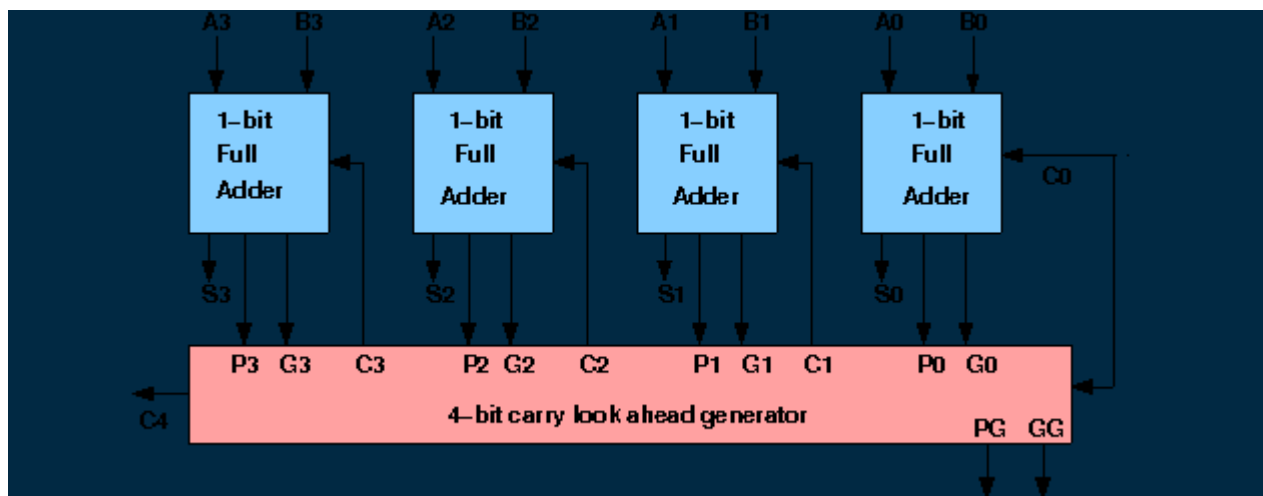 A3 B3 A2 B2 A1 B1 A0 B0
1-bit Full Adder
1-bit Full Adder
1-bit Full Adder
1-bit Full Adder
C0
S3 S2 S1 S0
P3 G3 C3 P2 G2 C2 P1 G1 C1 P0 G0
C4
4-bit carry look ahead generator
PG GG